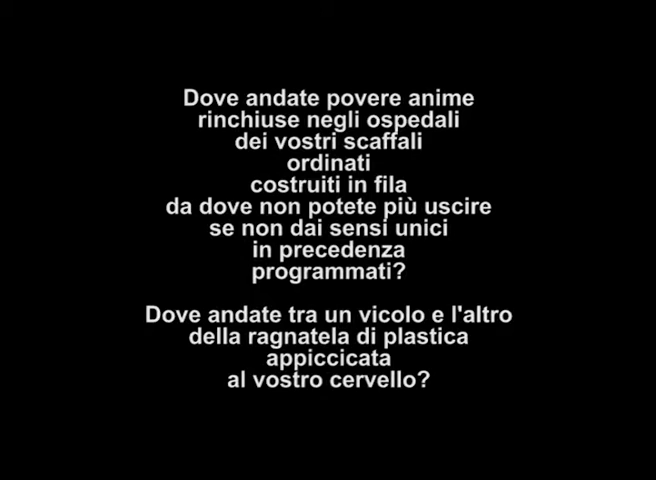 Dove andate povere anime
rinchiuse negli ospedali
dei vostri scaffali
ordinati
costruiti in fila
da dove non potete più uscire
se non dai sensi unici
in precedenza
programmati?
Dove andate tra un vicolo e l'altro
della ragnatela di plastica
appiccicata
al vostro cervello?